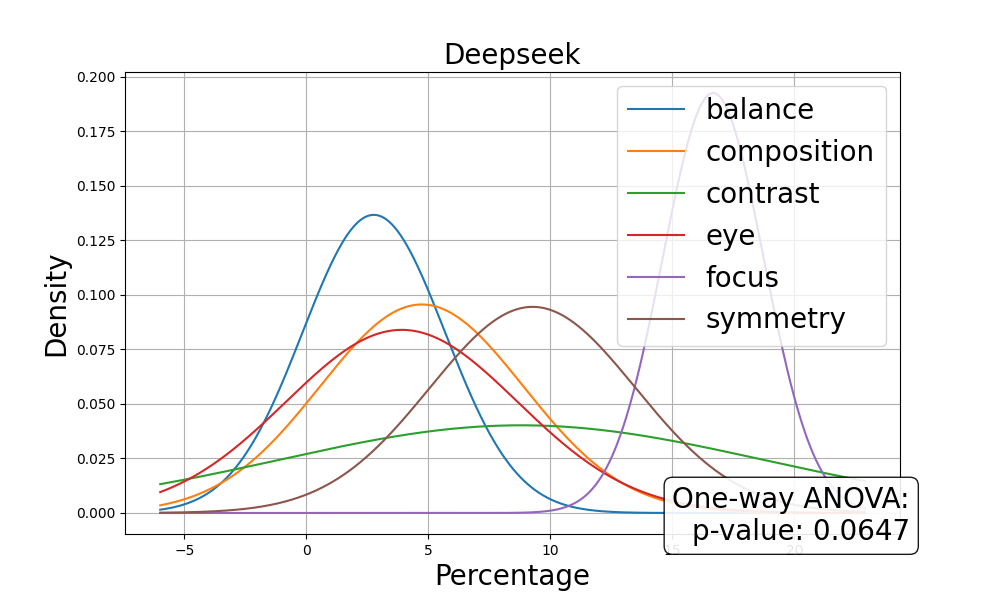 Deepseek
0.200
0.175
0.150
0.125
0.100
0.075
0.050
0.025
0.000
Density
balance
composition
contrast
eye
focus
symmetry
One-way ANOVA:
p-value: 0.0647
−5
0
5
10
15
20
Percentage